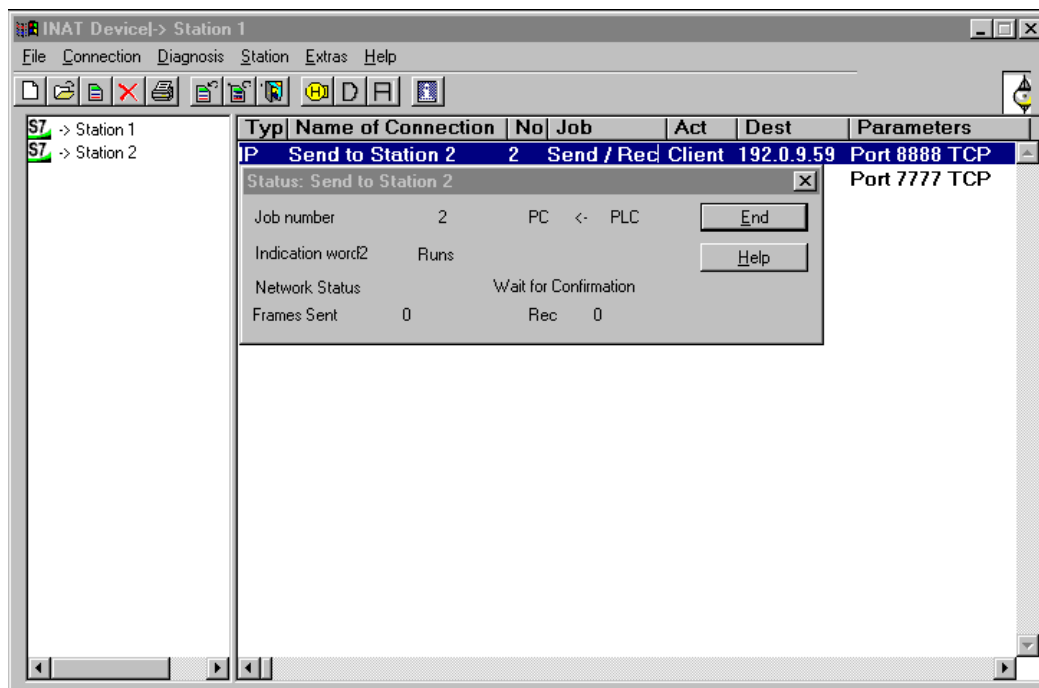 INAT Device|-> Station 1
File Connection Diagnosis Station Extras Help
S7 -> Station 1
S7 -> Station 2
Typ Name of Connection No Job Act Dest Parameters
IP Send to Station 2 2 Send / Rec Client 192.0.9.59 Port 8888 TCP
Port 7777 TCP
Status: Send to Station 2
Job number 2 PC <- PLC End
Indication word2 Runs Help
Network Status Wait for Confirmation
Frames Sent 0 Rec 0